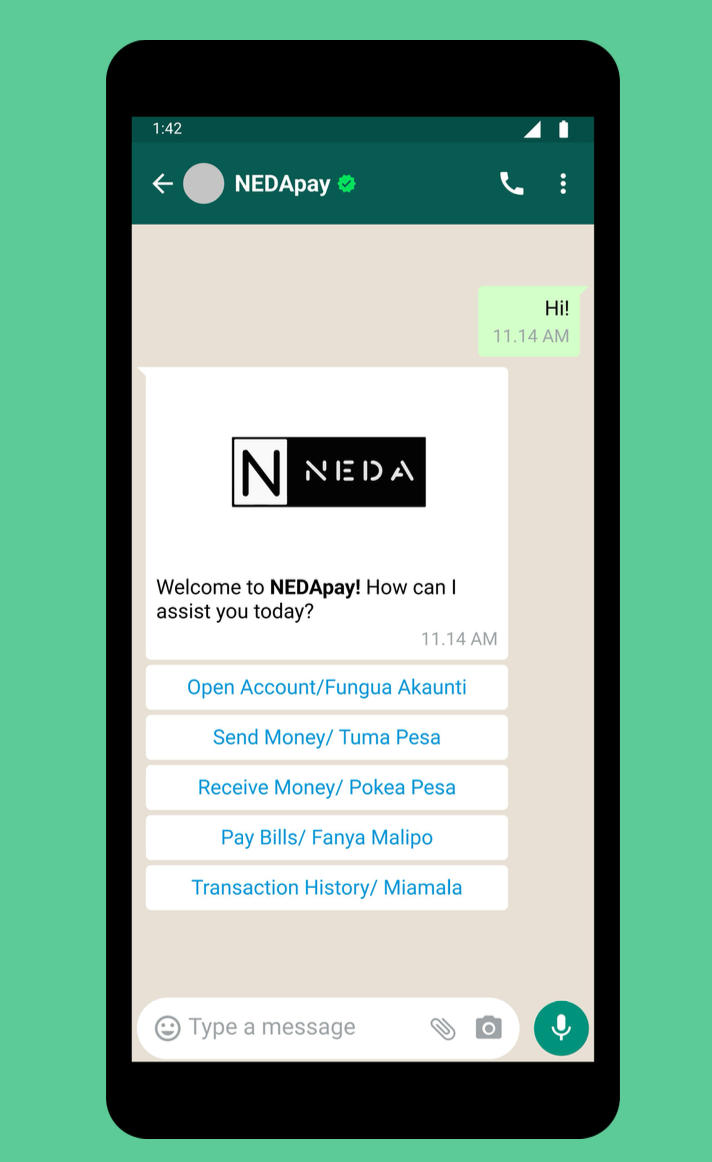 1:42
NEDApay
Hi!
11.14 AM
N NEDA
Welcome to NEDApay! How can I
assist you today?
11.14 AM
Open Account/Fungua Akaunti
Send Money/ Tuma Pesa
Receive Money/ Pokea Pesa
Pay Bills/ Fanya Malipo
Transaction History/ Miamala
Type a message